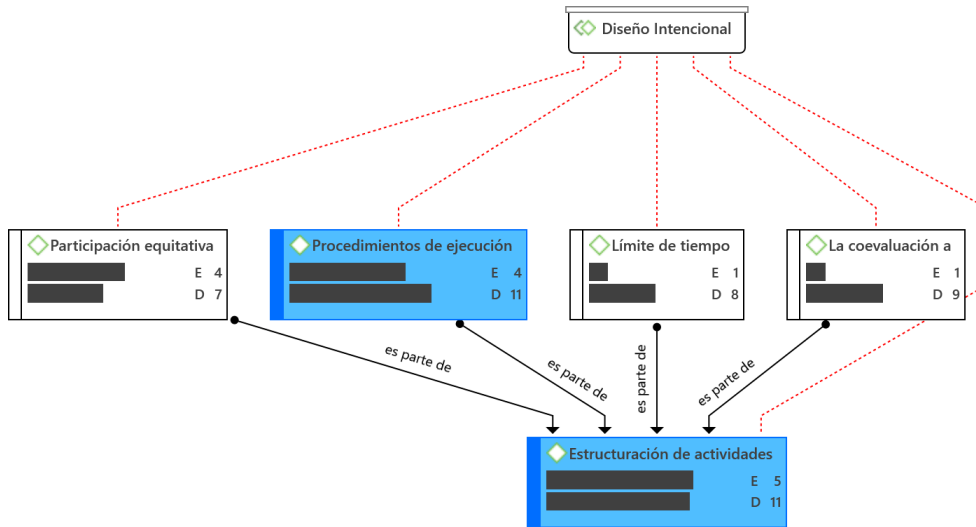 Diseño Intencional
Participación equitativa
E 4
D 7
Procedimientos de ejecución
E 4
D 11
Límite de tiempo
E 1
D 8
La coevaluación a
E 1
D 9
es parte de
es parte de
es parte de
es parte de
Estructuración de actividades
E 5
D 11